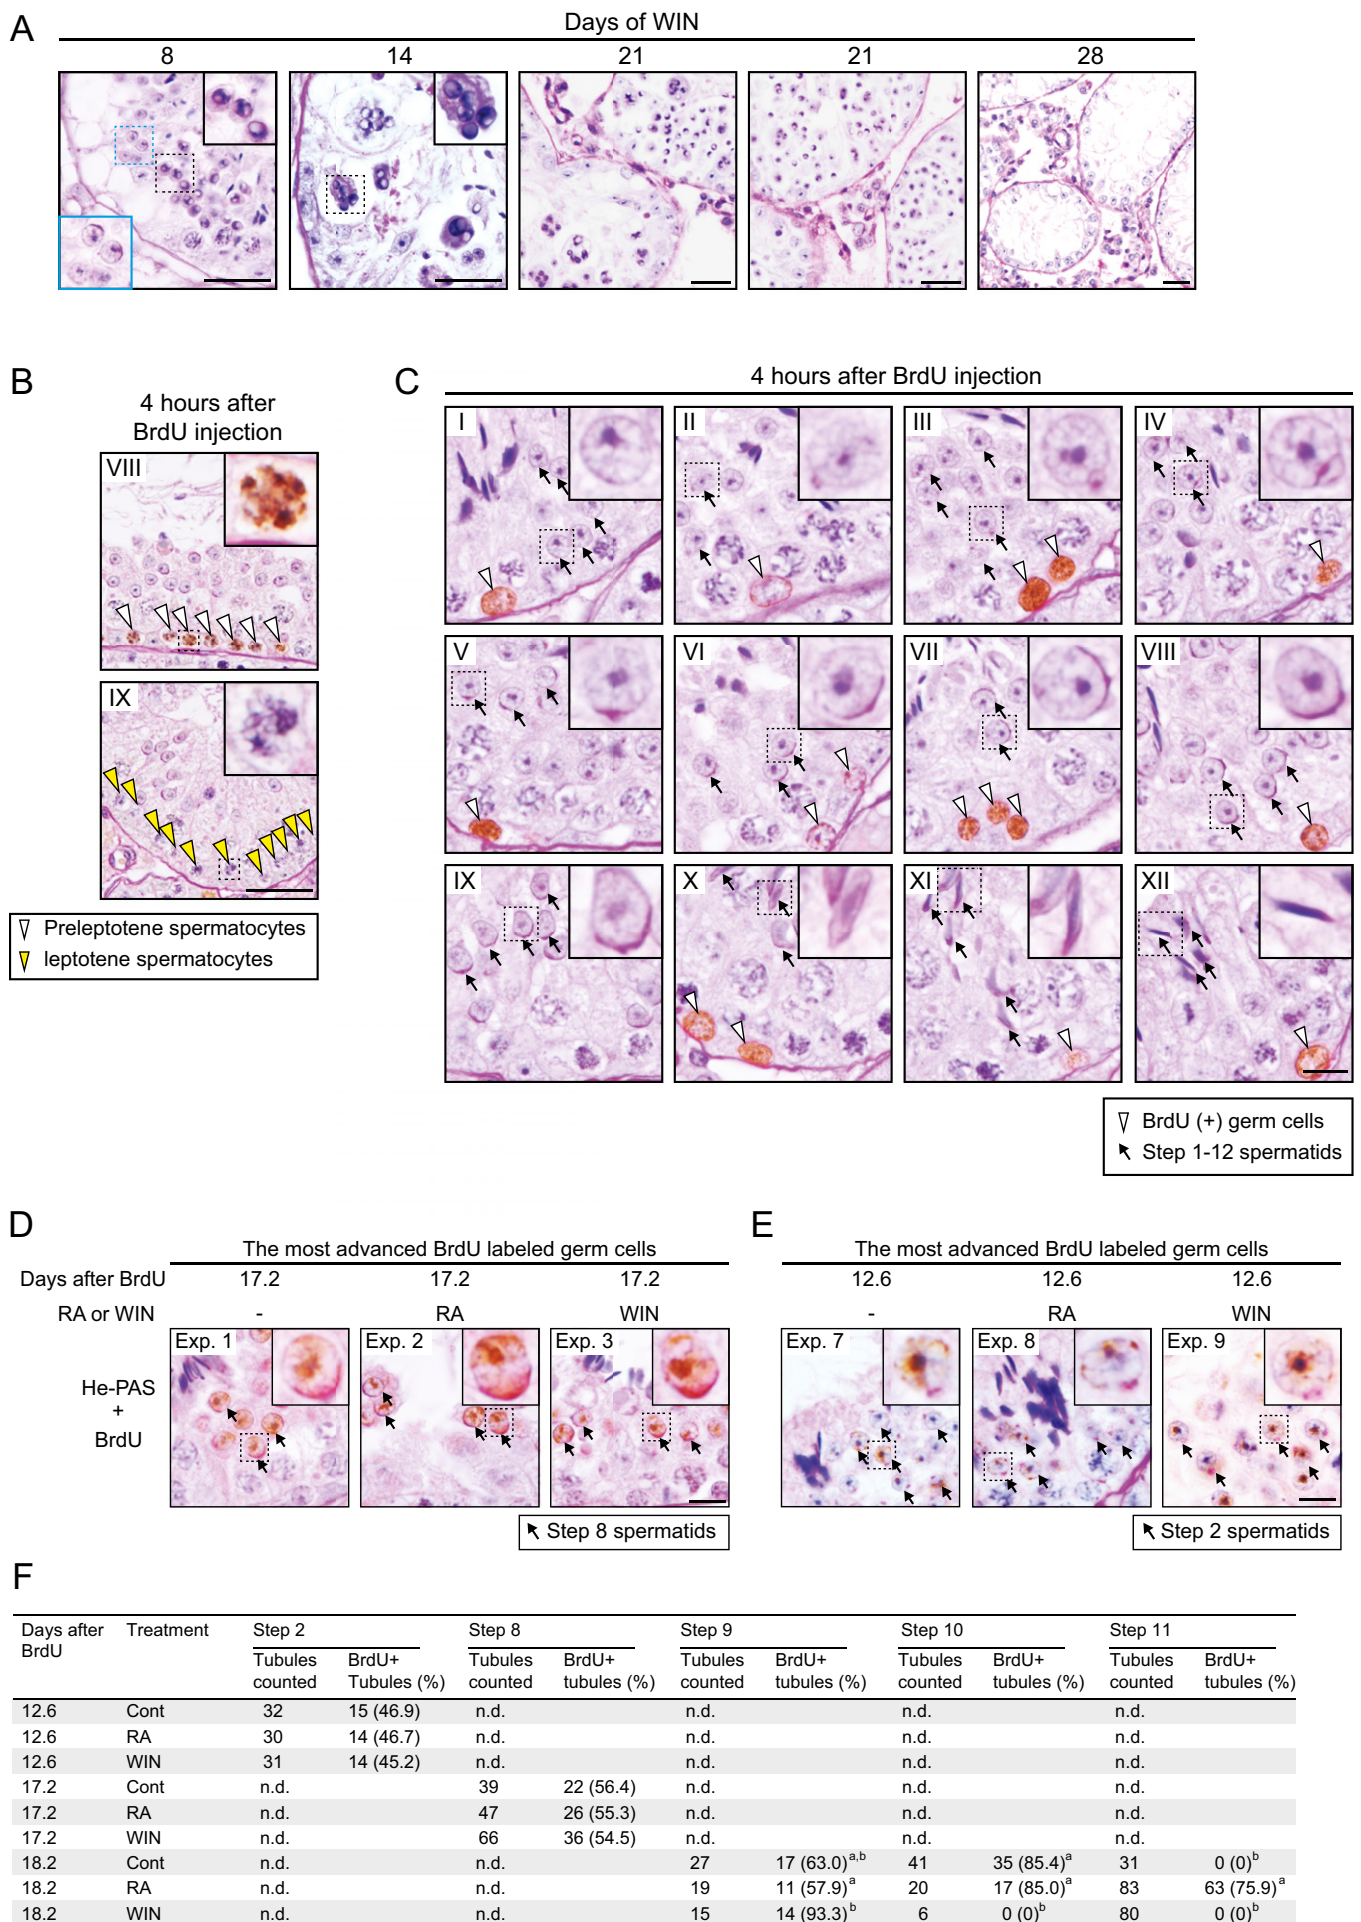 A
Days of WIN
8 14 21 21 28
B
4 hours after
BrdU injection
VIII
IX
Preleptotene spermatocytes
leptotene spermatocytes
C
4 hours after BrdU injection
I II III IV
V VI VII VIII
IX X XI XII
BrdU (+) germ cells
Step 1-12 spermatids
D
The most advanced BrdU labeled germ cells
Days after BrdU 17.2 17.2 17.2
RA or WIN - RA WIN
Exp. 1 Exp. 2 Exp. 3
He-PAS
+
BrdU
Step 8 spermatids
E
The most advanced BrdU labeled germ cells
12.6 12.6 12.6
- RA WIN
Exp. 7 Exp. 8 Exp. 9
Step 2 spermatids
F
Days after Treatment Step 2 Step 8 Step 9 Step 10 Step 11
BrdU
Tubules BrdU+ Tubules BrdU+ Tubules BrdU+ Tubules BrdU+ Tubules BrdU+
counted Tubules (%) counted tubules (%) counted tubules (%) counted tubules (%) counted tubules (%)
12.6 Cont 32 15 (46.9) n.d. n.d. n.d. n.d.
12.6 RA 30 14 (46.7) n.d. n.d. n.d. n.d.
12.6 WIN 31 14 (45.2) n.d. n.d. n.d. n.d.
17.2 Cont n.d. 39 22 (56.4) n.d. n.d. n.d.
17.2 RA n.d. 47 26 (55.3) n.d. n.d. n.d.
17.2 WIN n.d. 66 36 (54.5) n.d. n.d. n.d.
18.2 Cont n.d. n.d. 27 17 (63.0)a,b 41 35 (85.4)a 31 0 (0)b
18.2 RA n.d. n.d. 19 11 (57.9)a 20 17 (85.0)a 83 63 (75.9)a
18.2 WIN n.d. n.d. 15 14 (93.3)b 6 0 (0)b 80 0 (0)b